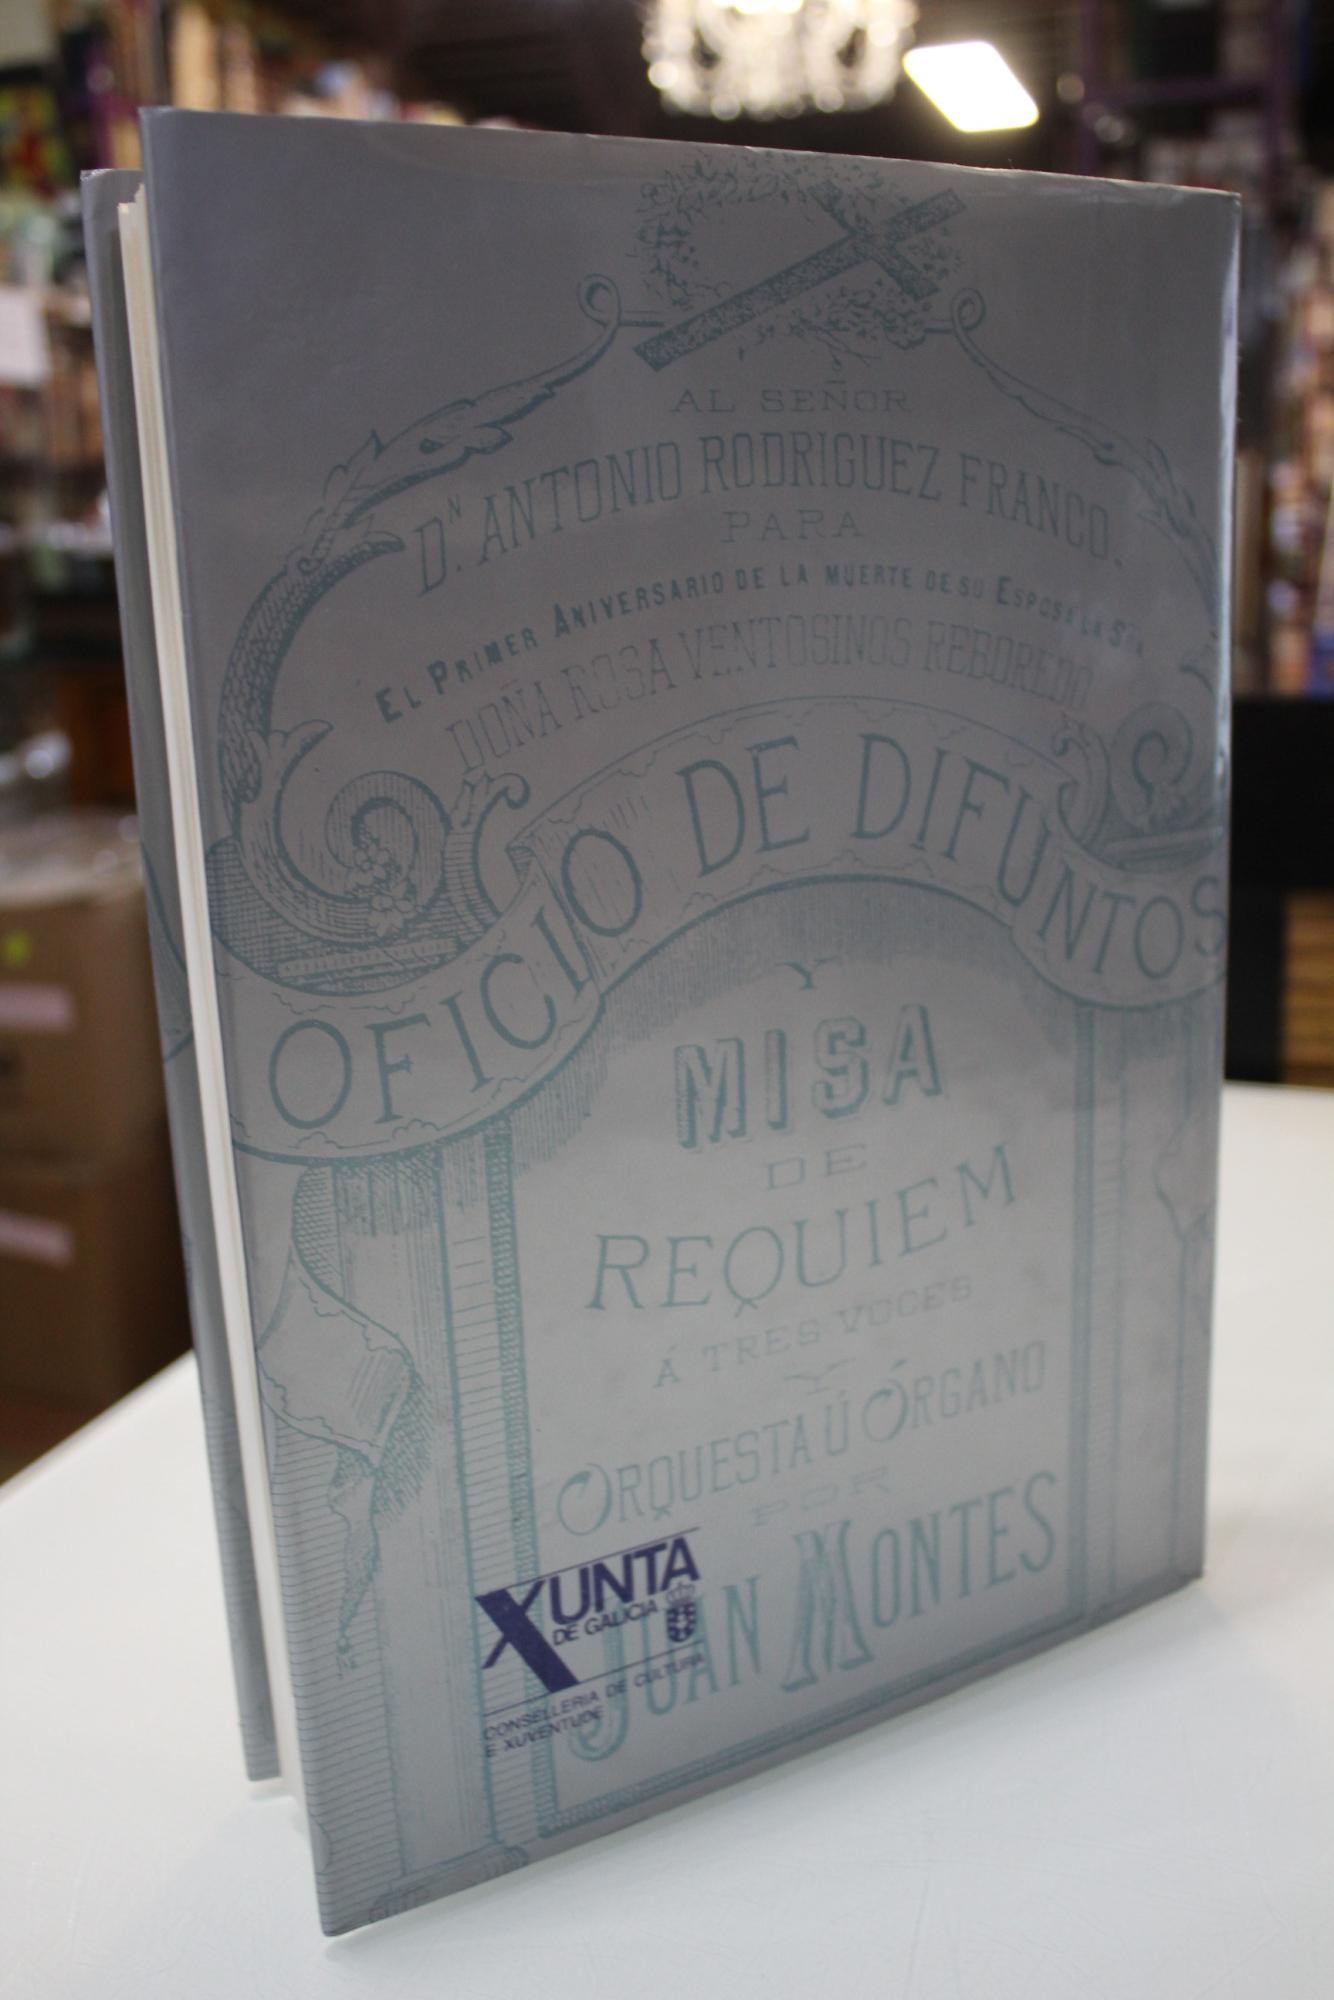 AL SEÑOR
D.N ANTONIO RODRIGUEZ FRANCO.
PARA
EL PRIMER ANIVERSARIO DE LA MUERTE DE SU ESPOSA LA SRA
DOÑA ROSA VENTOSINOS REBOREDO
OFICIO DE DIFUNTOS
Y
MISA
DE
REQUIEM
Á TRES VOCES
Y
ORQUESTA Ú ÓRGANO
POR
JUAN MONTES
XUNTA
DE GALICIA
CONSELLERIA DE CULTURA
E XUVENTUDE